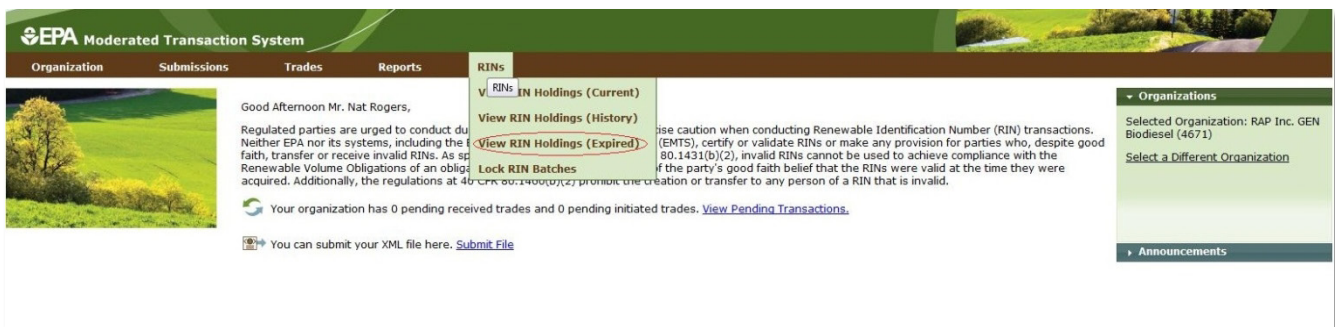 EPA Moderated Transaction System
Organization Submissions Trades Reports RINs
View RIN Holdings (Current)
RINs
View RIN Holdings (History)
View RIN Holdings (Expired)
Lock RIN Batches
Good Afternoon Mr. Nat Rogers,
Regulated parties are urged to conduct du cise caution when conducting Renewable Identification Number (RIN) transactions.
Neither EPA nor its systems, including the (EMTS), certify or validate RINs or make any provision for parties who, despite good
faith, transfer or receive invalid RINs. As sp 80.1431(b)(2), invalid RINs cannot be used to achieve compliance with the
Renewable Volume Obligations of an obliga of the party's good faith belief that the RINs were valid at the time they were
acquired. Additionally, the regulations at 40 CFR 80.1460(b)(2) prohibit the creation or transfer to any person of a RIN that is invalid.
Your organization has 0 pending received trades and 0 pending initiated trades. View Pending Transactions.
You can submit your XML file here. Submit File
Organizations
Selected Organization: RAP Inc. GEN
Biodiesel (4671)
Select a Different Organization
Announcements